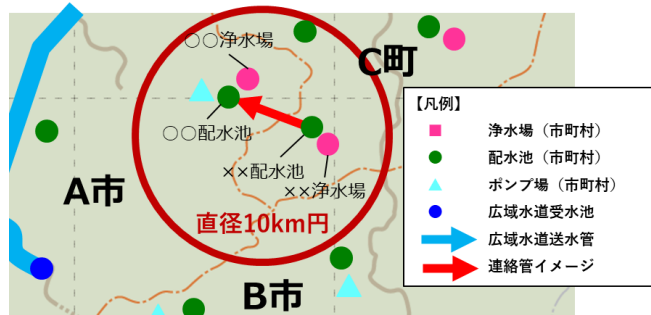 ○○浄水場
C町
○○配水池
××配水池
××浄水場
A市
直径10km円
B市
【凡例】
浄水場（市町村）
配水池（市町村）
ポンプ場（市町村）
広域水道受水池
広域水道送水管
連絡管イメージ